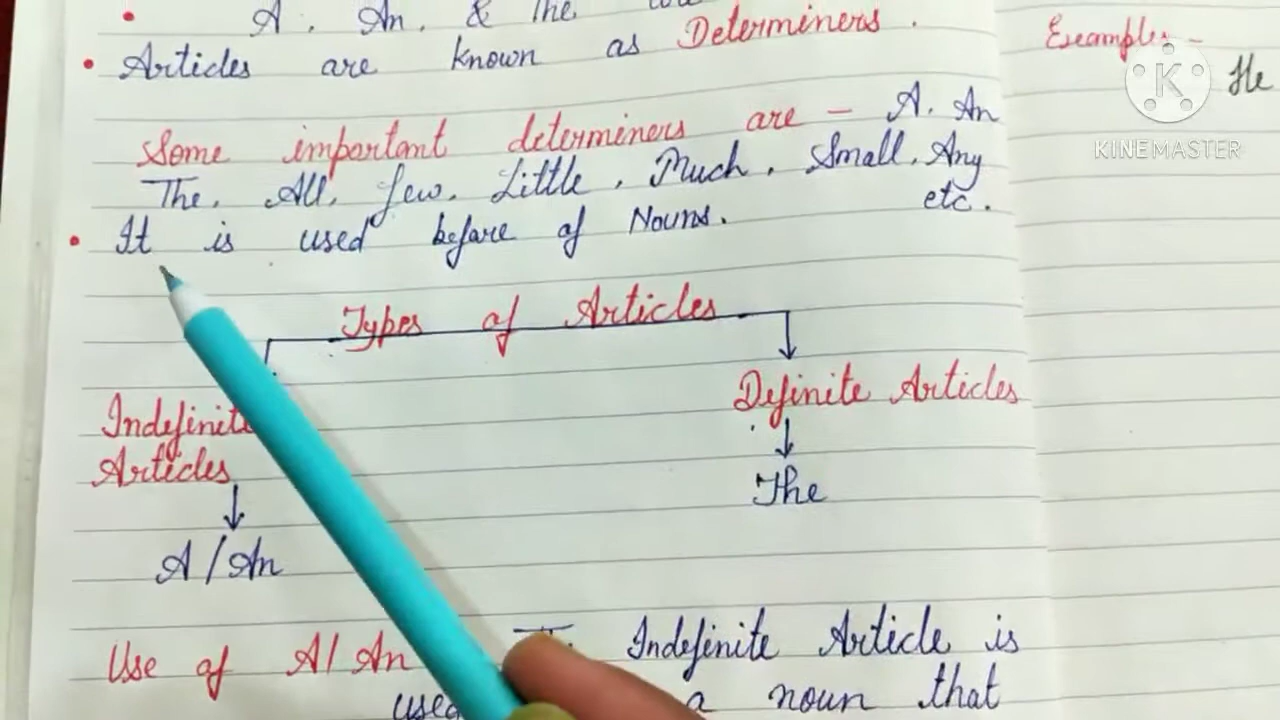 A. An. & The
• Articles are known as Determiners.
Some important determiners are – A. An
The. All. few. Little, Much, Small. Any
etc.
• It is used before of Nouns.
Types of Articles
Indefinite
Articles
A/An
Definite Articles
The
Use of A/An
Indefinite Article is
used
a noun that
Examples –
He
K
KINEMASTER